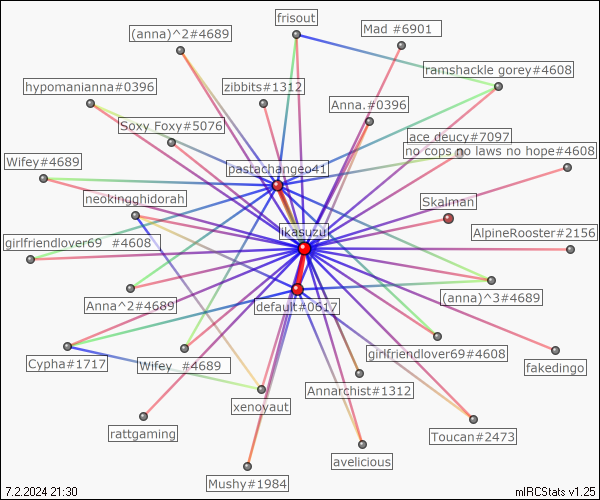 frisout
(anna)^2#4689
Mad #6901
ramshackle gorey#4608
hypomanianna#0396
zibbits#1312
Anna.#0396
Soxy Foxy#5076
ace deucy#7097
no cops no laws no hope#4608
Wifey#4689
pastachangeo41
neokingghidorah
Skalman
likasuzuk
girlfriendlover69 #4608
AlpineRooster#2156
Anna^2#4689
(anna)^3#4689
default#0617
Cypha#1717
Wifey #4689
girlfriendlover69#4608
fakedingo
Annarchist#1312
xenoyaut
rattgaming
Toucan#2473
avelicious
Mushy#1984
7.2.2024 21:30
mIRCStats v1.25